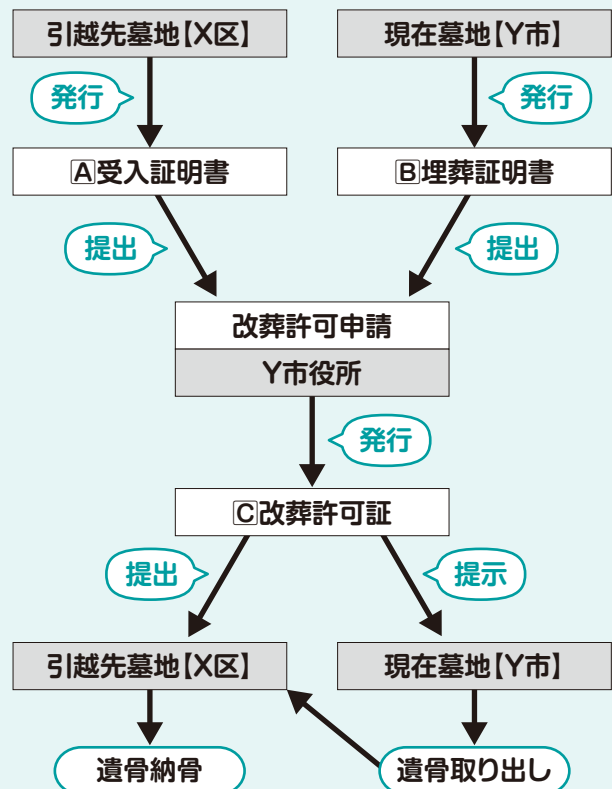 引越先墓地【X区】
現在墓地【Y市】
発行
発行
A受入証明書
B埋葬証明書
提出
提出
改葬許可申請
Y市役所
発行
C改葬許可証
提出
提示
引越先墓地【X区】
現在墓地【Y市】
遺骨納骨
遺骨取り出し